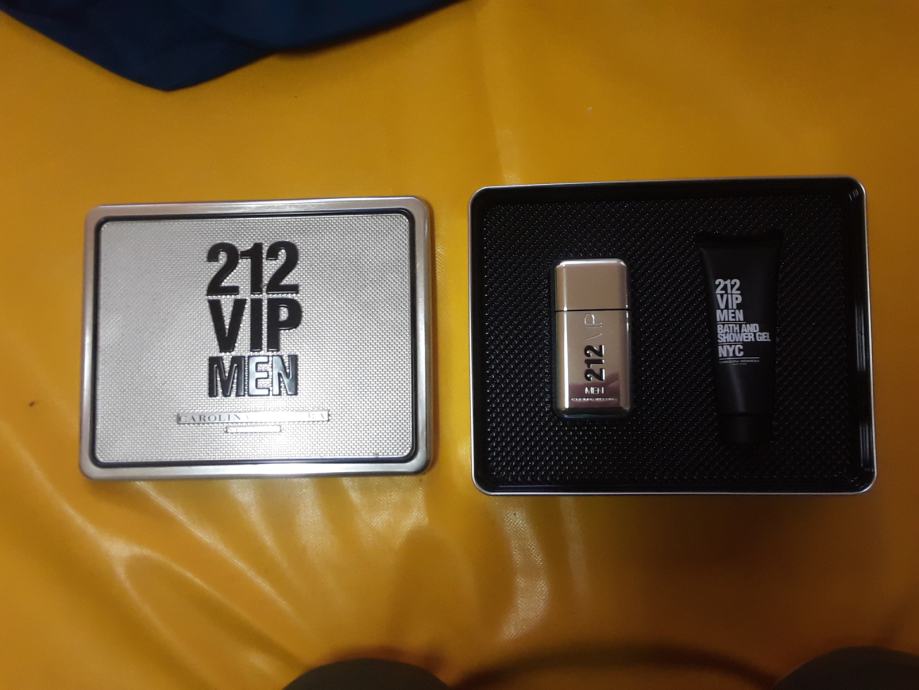 212
VIP
MEN
212 VIP
MEN
212
VIP
MEN
BATH AND
SHOWER GEL
NYC